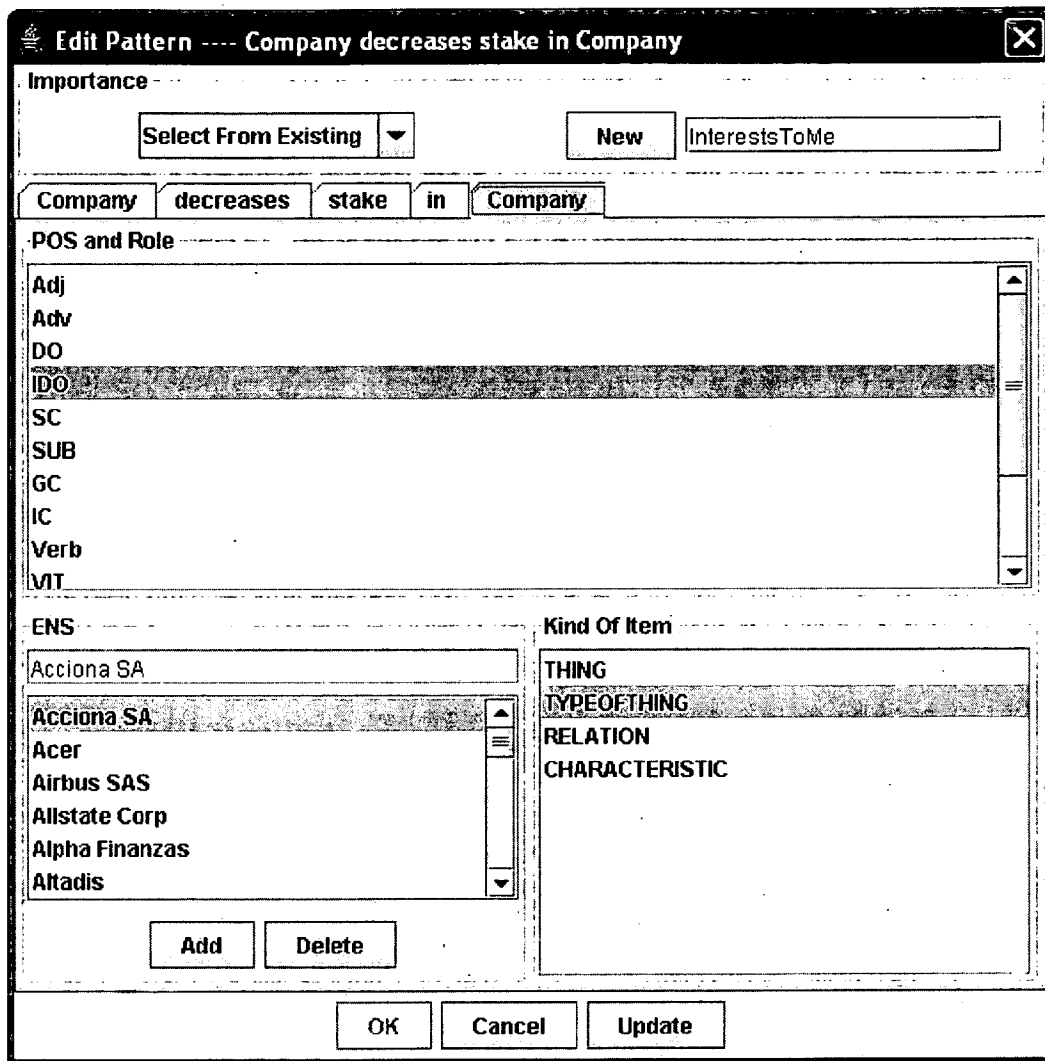 Edit Pattern ---- Company decreases stake in Company
Importance
Select From Existing New InterestsToMe
Company decreases stake in Company
POS and Role
Adj
Adv
DO
IDO
SC
SUB
GC
IC
Verb
VIT
ENS
Acciona SA
Acciona SA
Acer
Airbus SAS
Allstate Corp
Alpha Finanzas
Altadis
Add Delete
Kind Of Item
THING
TYPEOFTHING
RELATION
CHARACTERISTIC
OK Cancel Update